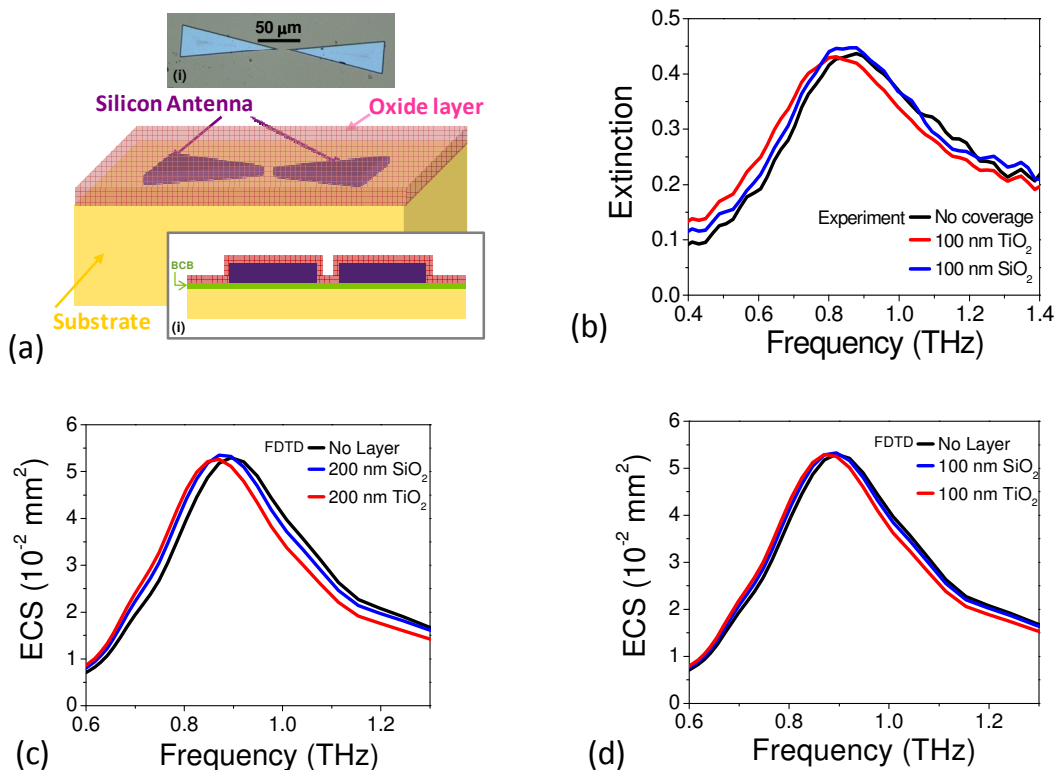 50 μm
(i)
Silicon Antenna
Oxide layer
BCB
Substrate
(i)
(a)
Extinction
0.5
0.4
0.3
0.2
0.1
0.0
Experiment
No coverage
100 nm TiO2
100 nm SiO2
0.4 0.6 0.8 1.0 1.2 1.4
Frequency (THz)
(b)
ECS (10-2 mm2)
6
5
4
3
2
1
0
FDTD
No Layer
200 nm SiO2
200 nm TiO2
0.6 0.8 1.0 1.2
Frequency (THz)
(c)
ECS (10-2 mm2)
6
5
4
3
2
1
0
FDTD
No Layer
100 nm SiO2
100 nm TiO2
0.6 0.8 1.0 1.2
Frequency (THz)
(d)